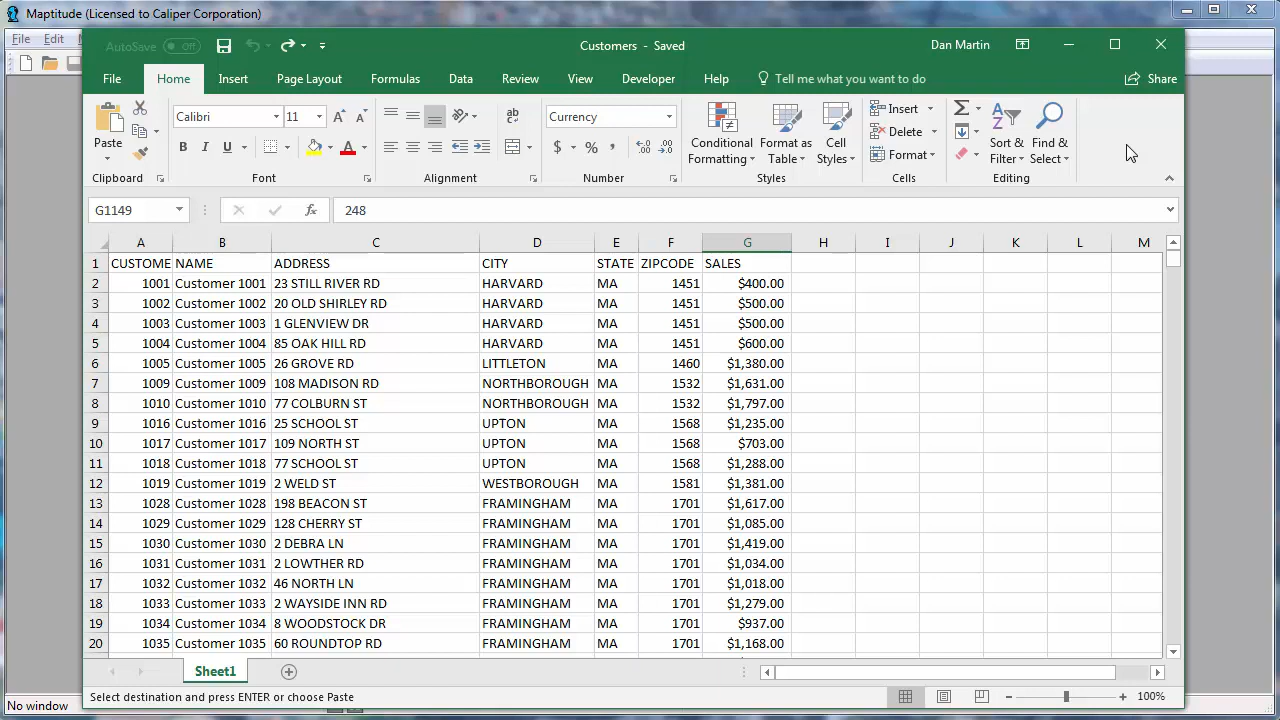 Maptitude (Licensed to Caliper Corporation)
File Edit
AutoSave Off Customers - Saved Dan Martin
File Home Insert Page Layout Formulas Data Review View Developer Help Tell me what you want to do Share
Paste
Clipboard
Calibri 11
B I U A
Font
ab
Alignment
Currency
$ % ,
Number
Conditional Formatting
Format as Table
Cell Styles
Styles
Insert
Delete
Format
Cells
Sort & Filter
Find & Select
Editing
G1149 fx 248
A B C D E F G H I J K L M
1 CUSTOME NAME ADDRESS CITY STATE ZIPCODE SALES
2 1001 Customer 1001 23 STILL RIVER RD HARVARD MA 1451 $400.00
3 1002 Customer 1002 20 OLD SHIRLEY RD HARVARD MA 1451 $500.00
4 1003 Customer 1003 1 GLENVIEW DR HARVARD MA 1451 $500.00
5 1004 Customer 1004 85 OAK HILL RD HARVARD MA 1451 $600.00
6 1005 Customer 1005 26 GROVE RD LITTLETON MA 1460 $1,380.00
7 1009 Customer 1009 108 MADISON RD NORTHBOROUGH MA 1532 $1,631.00
8 1010 Customer 1010 77 COLBURN ST NORTHBOROUGH MA 1532 $1,797.00
9 1016 Customer 1016 25 SCHOOL ST UPTON MA 1568 $1,235.00
10 1017 Customer 1017 109 NORTH ST UPTON MA 1568 $703.00
11 1018 Customer 1018 77 SCHOOL ST UPTON MA 1568 $1,288.00
12 1019 Customer 1019 2 WELD ST WESTBOROUGH MA 1581 $1,381.00
13 1028 Customer 1028 198 BEACON ST FRAMINGHAM MA 1701 $1,617.00
14 1029 Customer 1029 128 CHERRY ST FRAMINGHAM MA 1701 $1,085.00
15 1030 Customer 1030 2 DEBRA LN FRAMINGHAM MA 1701 $1,419.00
16 1031 Customer 1031 2 LOWTHER RD FRAMINGHAM MA 1701 $1,034.00
17 1032 Customer 1032 46 NORTH LN FRAMINGHAM MA 1701 $1,018.00
18 1033 Customer 1033 2 WAYSIDE INN RD FRAMINGHAM MA 1701 $1,279.00
19 1034 Customer 1034 8 WOODSTOCK DR FRAMINGHAM MA 1701 $937.00
20 1035 Customer 1035 60 ROUNDTOP RD FRAMINGHAM MA 1701 $1,168.00
Sheet1
Select destination and press ENTER or choose Paste 100%
No window